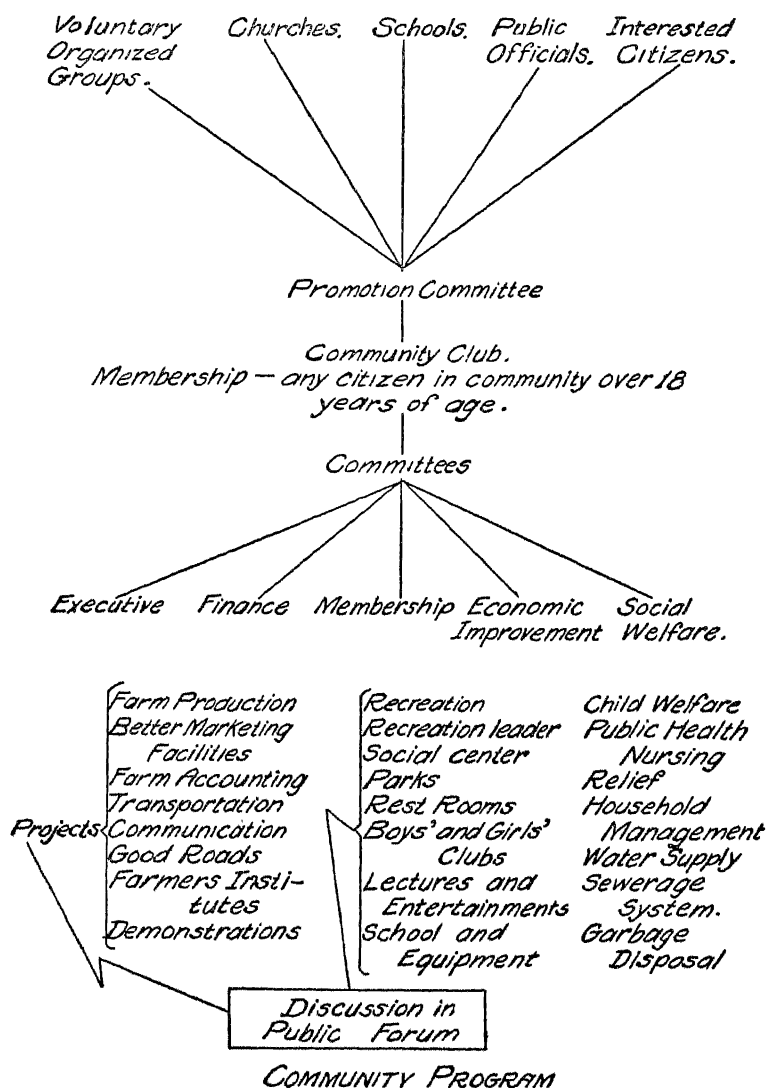 Voluntary Organized Groups.
Churches.
Schools.
Public Officials.
Interested Citizens.
Promotion Committee
Community Club.
Membership — any citizen in community over 18
years of age.
Committees
Executive
Finance
Membership
Economic Improvement
Social Welfare.
Projects
Farm Production
Better Marketing
Facilities
Farm Accounting
Transportation
Communication
Good Roads
Farmers Insti-
tutes
Demonstrations
Recreation
Recreation leader
Social center
Parks
Rest Rooms
Boys' and Girls'
Clubs
Lectures and
Entertainments
School and
Equipment
Child Welfare
Public Health
Nursing
Relief
Household
Management
Water Supply
Sewerage
System.
Garbage
Disposal
Discussion in
Public Forum
COMMUNITY PROGRAM